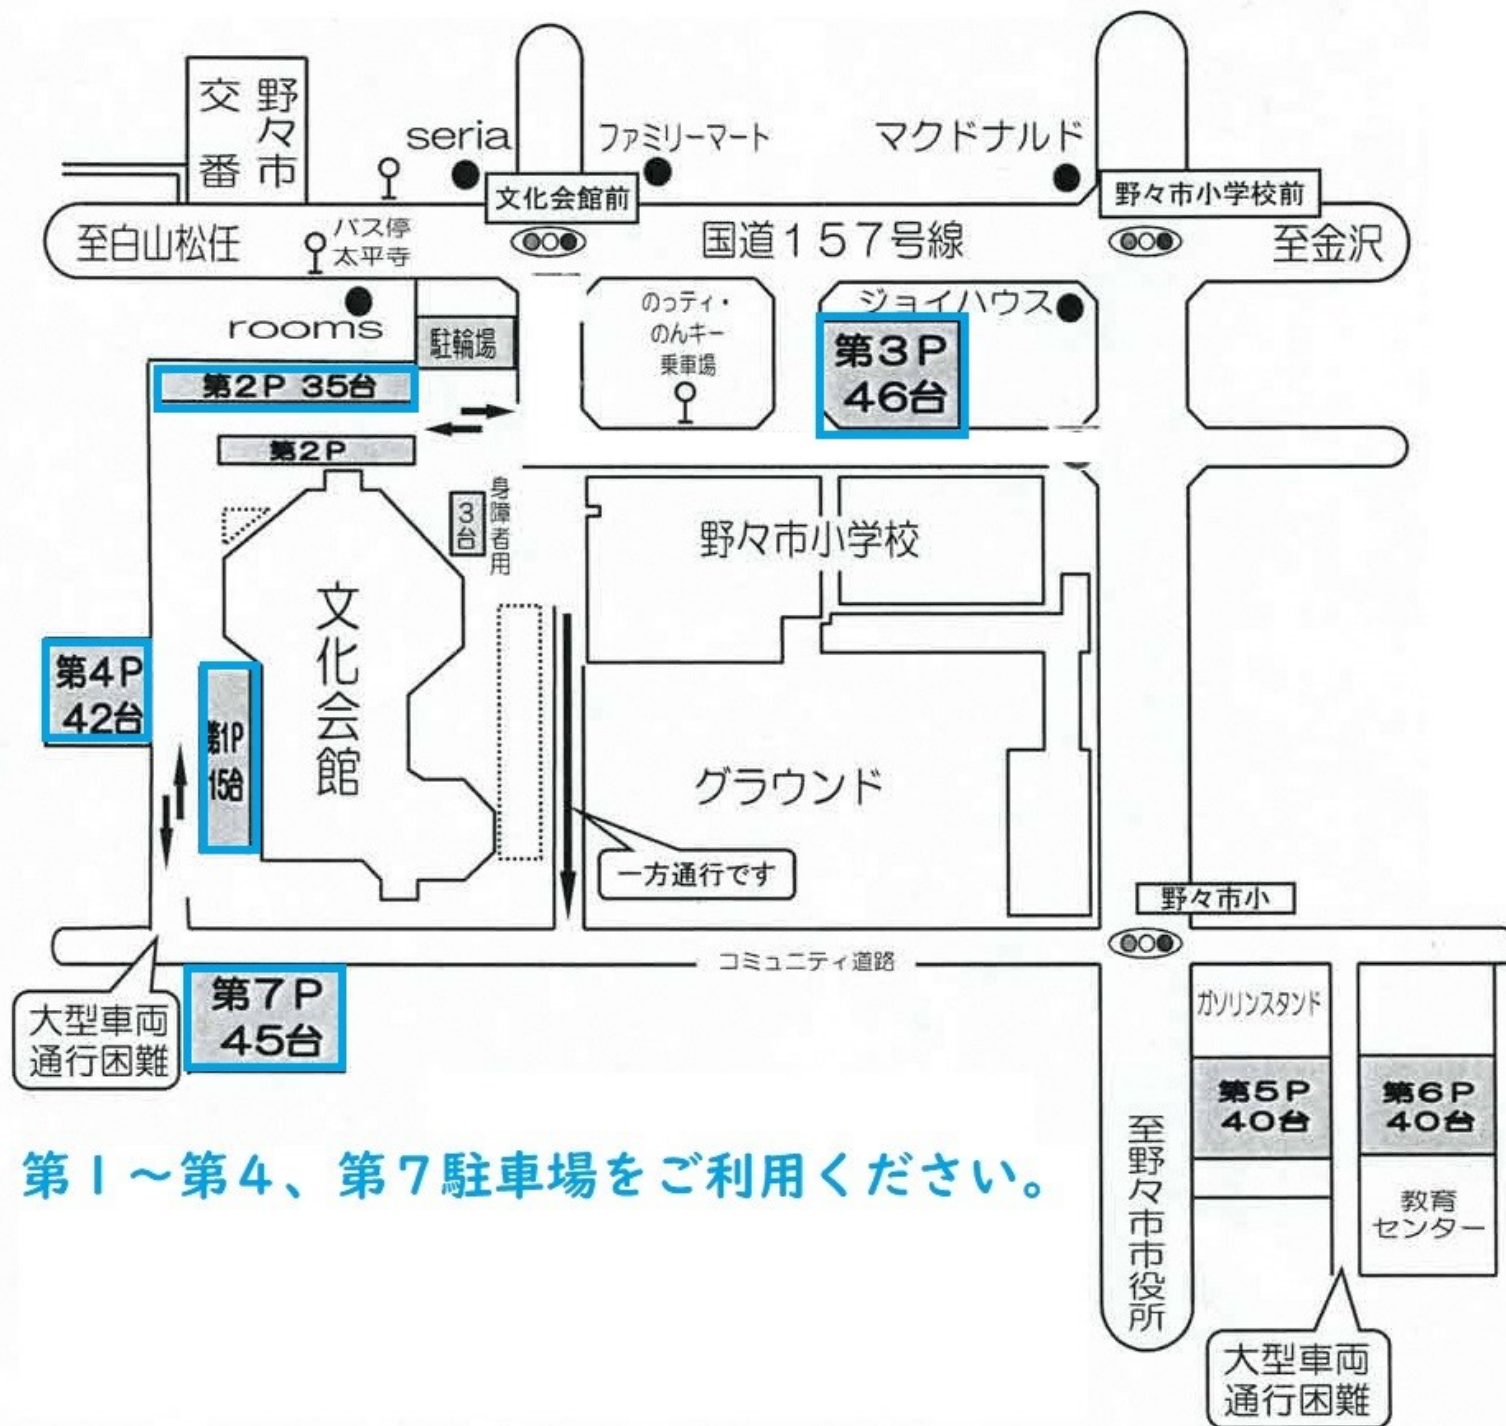 野々市
交番
seria
ファミリーマート
マクドナルド
文化会館前
野々市小学校前
至白山松任
バス停
太平寺
国道157号線
至金沢
rooms
駐輪場
のっティ・
のんキー
乗車場
ジョイハウス
第3P
46台
第2P 35台
第2P
3台
身障者用
野々市小学校
文化会館
第4P
42台
第1P
15台
グラウンド
一方通行です
野々市小
コミュニティ道路
大型車両
通行困難
第7P
45台
ガソリンスタンド
第5P
40台
第6P
40台
至野々市市役所
教育
センター
第1～第4、第7駐車場をご利用ください。
大型車両
通行困難